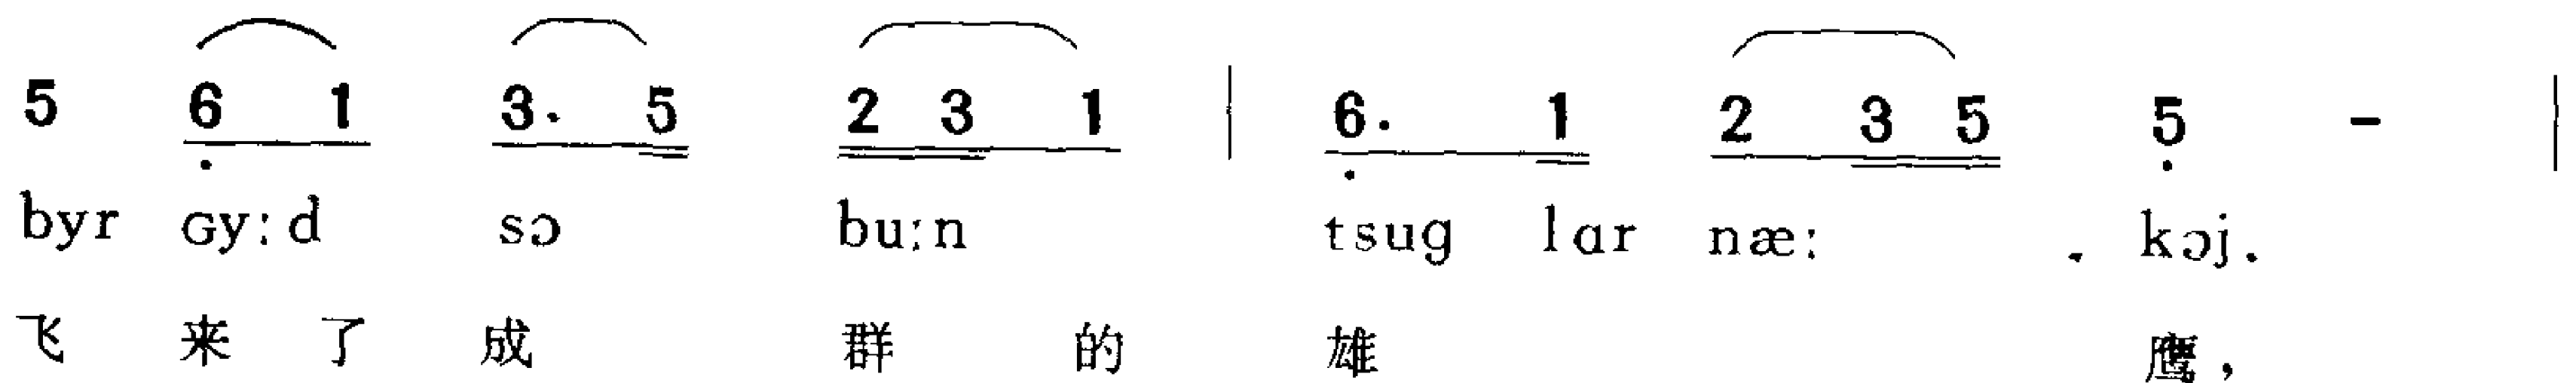 5 6 1 3. 5 2 3 1 | 6. 1 2 3 5 5 - |
byr ɢy:d sɔ bu:n tsug lɑr næ: . kɔj.
飞 来 了 成 群 的 雄 鹰，